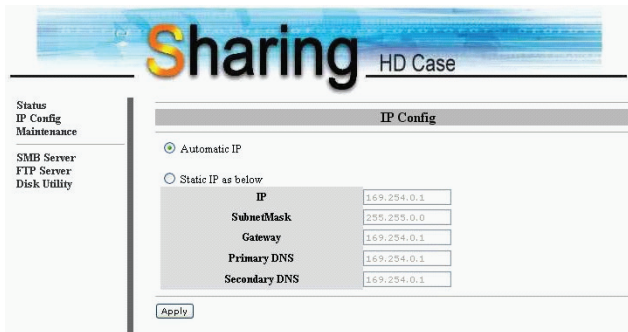 Sharing HD Case
Status
IP Config
Maintenance
SMB Server
FTP Server
Disk Utility
IP Config
Automatic IP
Static IP as below
IP 169.254.0.1
SubnetMask 255.255.0.0
Gateway 169.254.0.1
Primary DNS 169.254.0.1
Secondary DNS 169.254.0.1
Apply